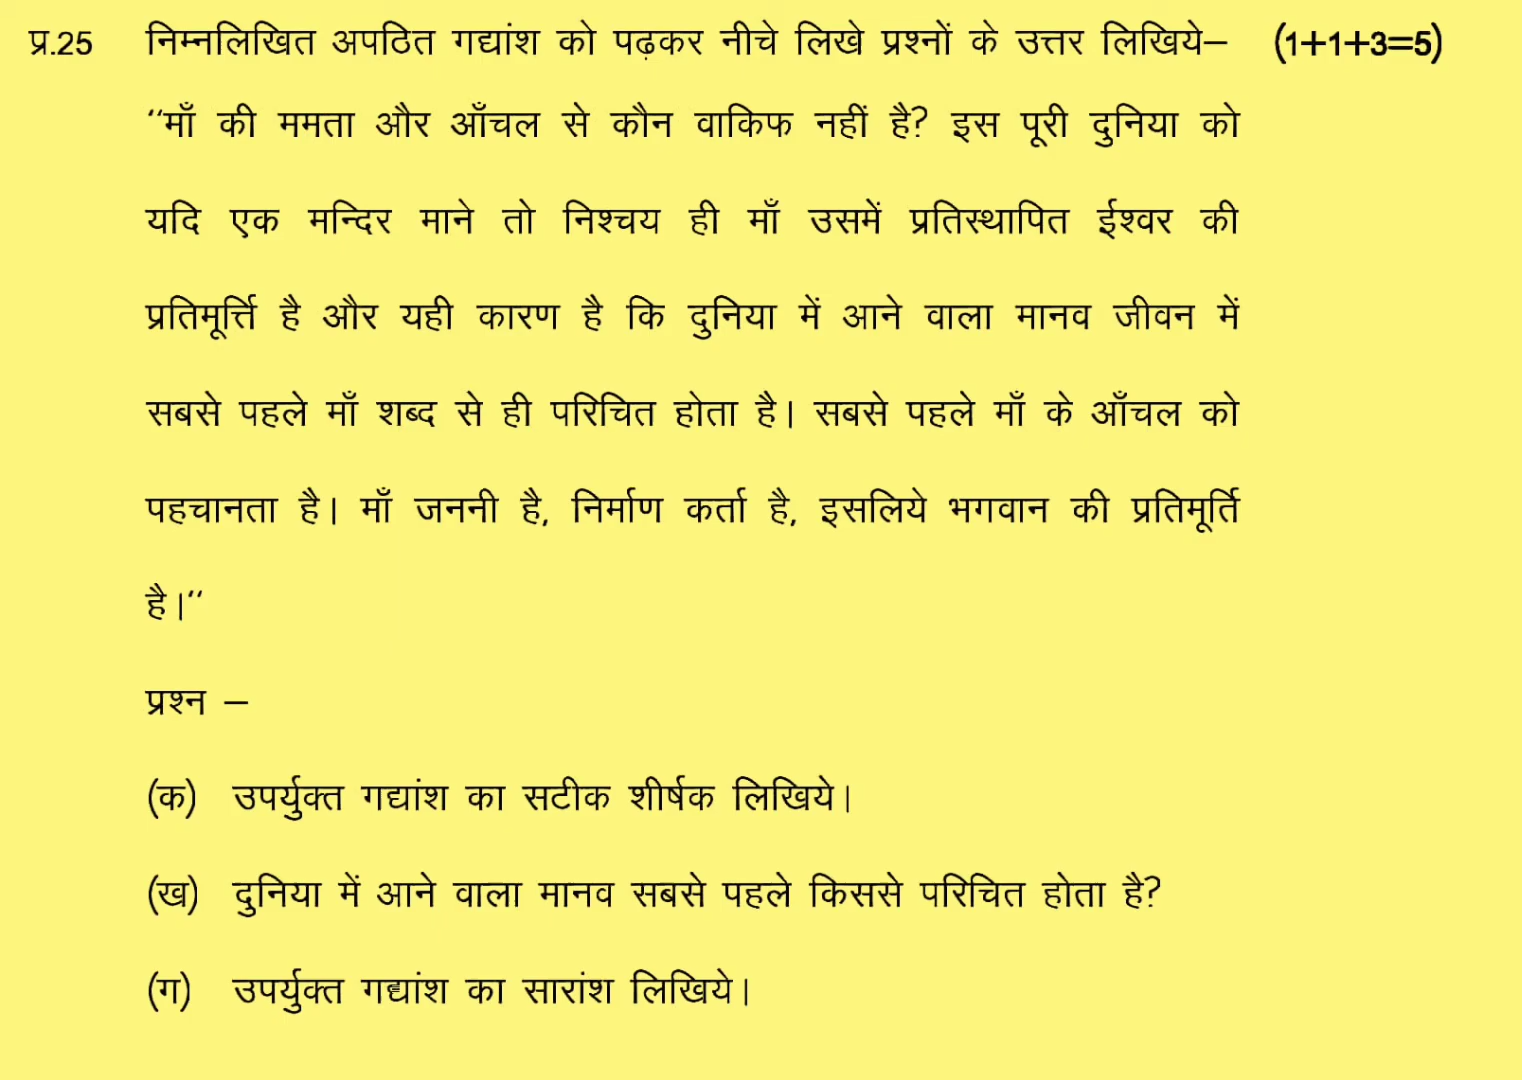 प्र.25 निम्नलिखित अपठित गद्यांश को पढ़कर नीचे लिखे प्रश्नों के उत्तर लिखिये– (1+1+3=5)
‘‘माँ की ममता और आँचल से कौन वाकिफ नहीं है? इस पूरी दुनिया को
यदि एक मन्दिर माने तो निश्चय ही माँ उसमें प्रतिस्थापित ईश्वर की
प्रतिमूर्त्ति है और यही कारण है कि दुनिया में आने वाला मानव जीवन में
सबसे पहले माँ शब्द से ही परिचित होता है। सबसे पहले माँ के आँचल को
पहचानता है। माँ जननी है, निर्माण कर्ता है, इसलिये भगवान की प्रतिमूर्ति
है।‘‘
प्रश्न –
(क) उपर्युक्त गद्यांश का सटीक शीर्षक लिखिये।
(ख) दुनिया में आने वाला मानव सबसे पहले किससे परिचित होता है?
(ग) उपर्युक्त गद्यांश का सारांश लिखिये।